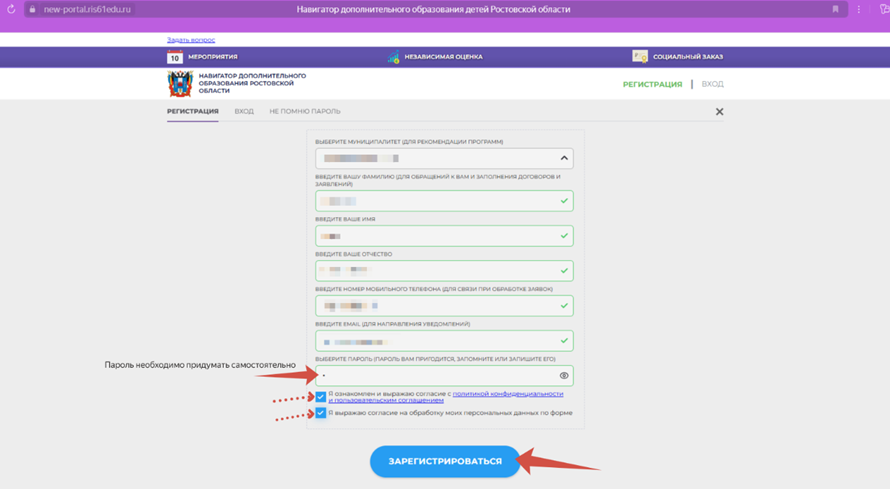 new-portal.ris61edu.ru
Навигатор дополнительного образования детей Ростовской области
Задать вопрос
10 МЕРОПРИЯТИЯ
НЕЗАВИСИМАЯ ОЦЕНКА
СОЦИАЛЬНЫЙ ЗАКАЗ
НАВИГАТОР ДОПОЛНИТЕЛЬНОГО
ОБРАЗОВАНИЯ РОСТОВСКОЙ
ОБЛАСТИ
РЕГИСТРАЦИЯ | ВХОД
РЕГИСТРАЦИЯ ВХОД НЕ ПОМНЮ ПАРОЛЬ
ВЫБЕРИТЕ МУНИЦИПАЛИТЕТ (ДЛЯ РЕКОМЕНДАЦИИ ПРОГРАММ)
ВВЕДИТЕ ВАШУ ФАМИЛИЮ (ДЛЯ ОБРАЩЕНИЙ К ВАМ И ЗАПОЛНЕНИЯ ДОГОВОРОВ И
ЗАЯВЛЕНИЙ)
ВВЕДИТЕ ВАШЕ ИМЯ
ВВЕДИТЕ ВАШЕ ОТЧЕСТВО
ВВЕДИТЕ НОМЕР МОБИЛЬНОГО ТЕЛЕФОНА (ДЛЯ СВЯЗИ ПРИ ОБРАБОТКЕ ЗАЯВОК)
ВВЕДИТЕ EMAIL (ДЛЯ НАПРАВЛЕНИЯ УВЕДОМЛЕНИЙ)
ВЫБЕРИТЕ ПАРОЛЬ (ПАРОЛЬ ВАМ ПРИГОДИТСЯ, ЗАПОМНИТЕ ИЛИ ЗАПИШИТЕ ЕГО)
Пароль необходимо придумать самостоятельно
Я ознакомлен и выражаю согласие с политикой конфиденциальности
и пользовательским соглашением
Я выражаю согласие на обработку моих персональных данных по форме
ЗАРЕГИСТРИРОВАТЬСЯ